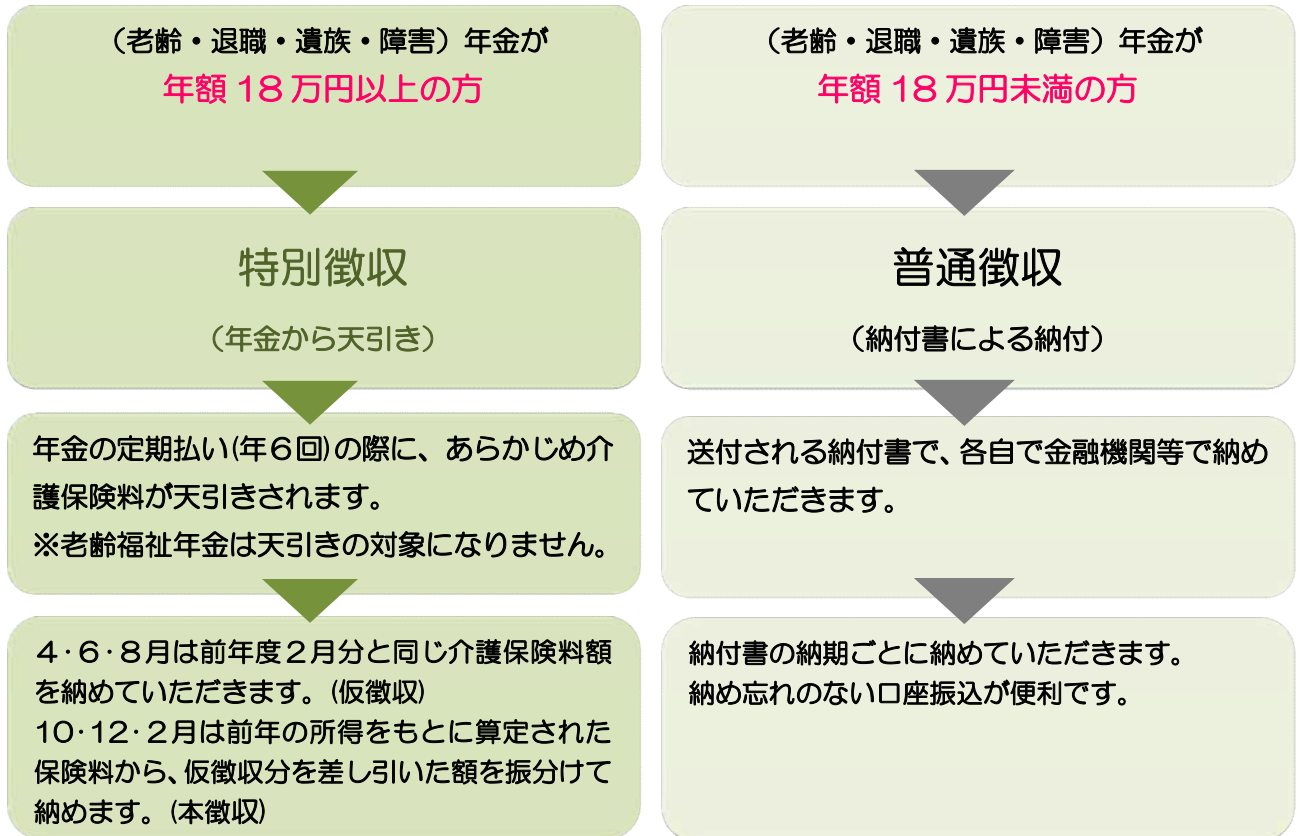 （老齢・退職・遺族・障害）年金が
年額 18 万円以上の方
特別徴収
（年金から天引き）
年金の定期払い(年６回)の際に、あらかじめ介
護保険料が天引きされます。
※老齢福祉年金は天引きの対象になりません。
４・６・８月は前年度２月分と同じ介護保険料額
を納めていただきます。(仮徴収)
10・12・２月は前年の所得をもとに算定された
保険料から、仮徴収分を差し引いた額を振分けて
納めます。(本徴収)
（老齢・退職・遺族・障害）年金が
年額 18 万円未満の方
普通徴収
（納付書による納付）
送付される納付書で、各自で金融機関等で納め
ていただきます。
納付書の納期ごとに納めていただきます。
納め忘れのない口座振込が便利です。